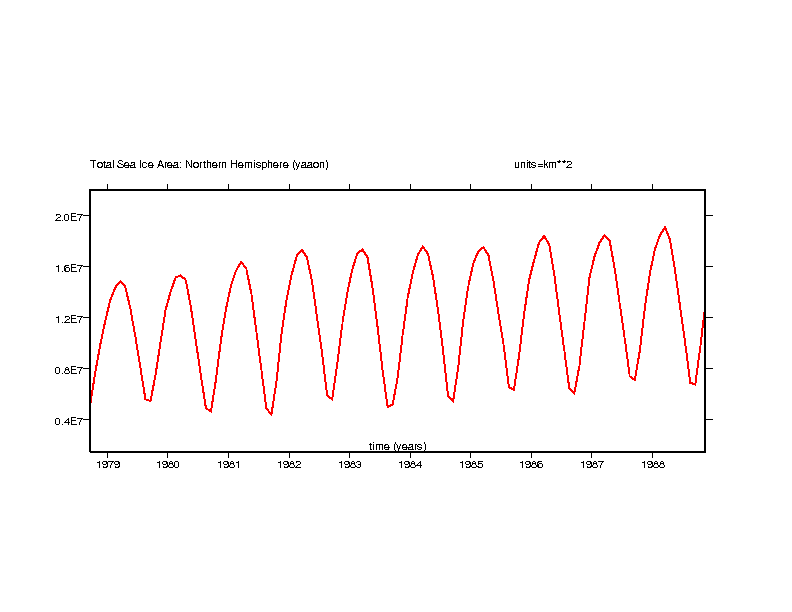 Total Sea Ice Area: Northern Hemisphere (yaaon) units=km**2
2.0E7
1.6E7
1.2E7
0.8E7
0.4E7
time (years)
1979 1980 1981 1982 1983 1984 1985 1986 1987 1988